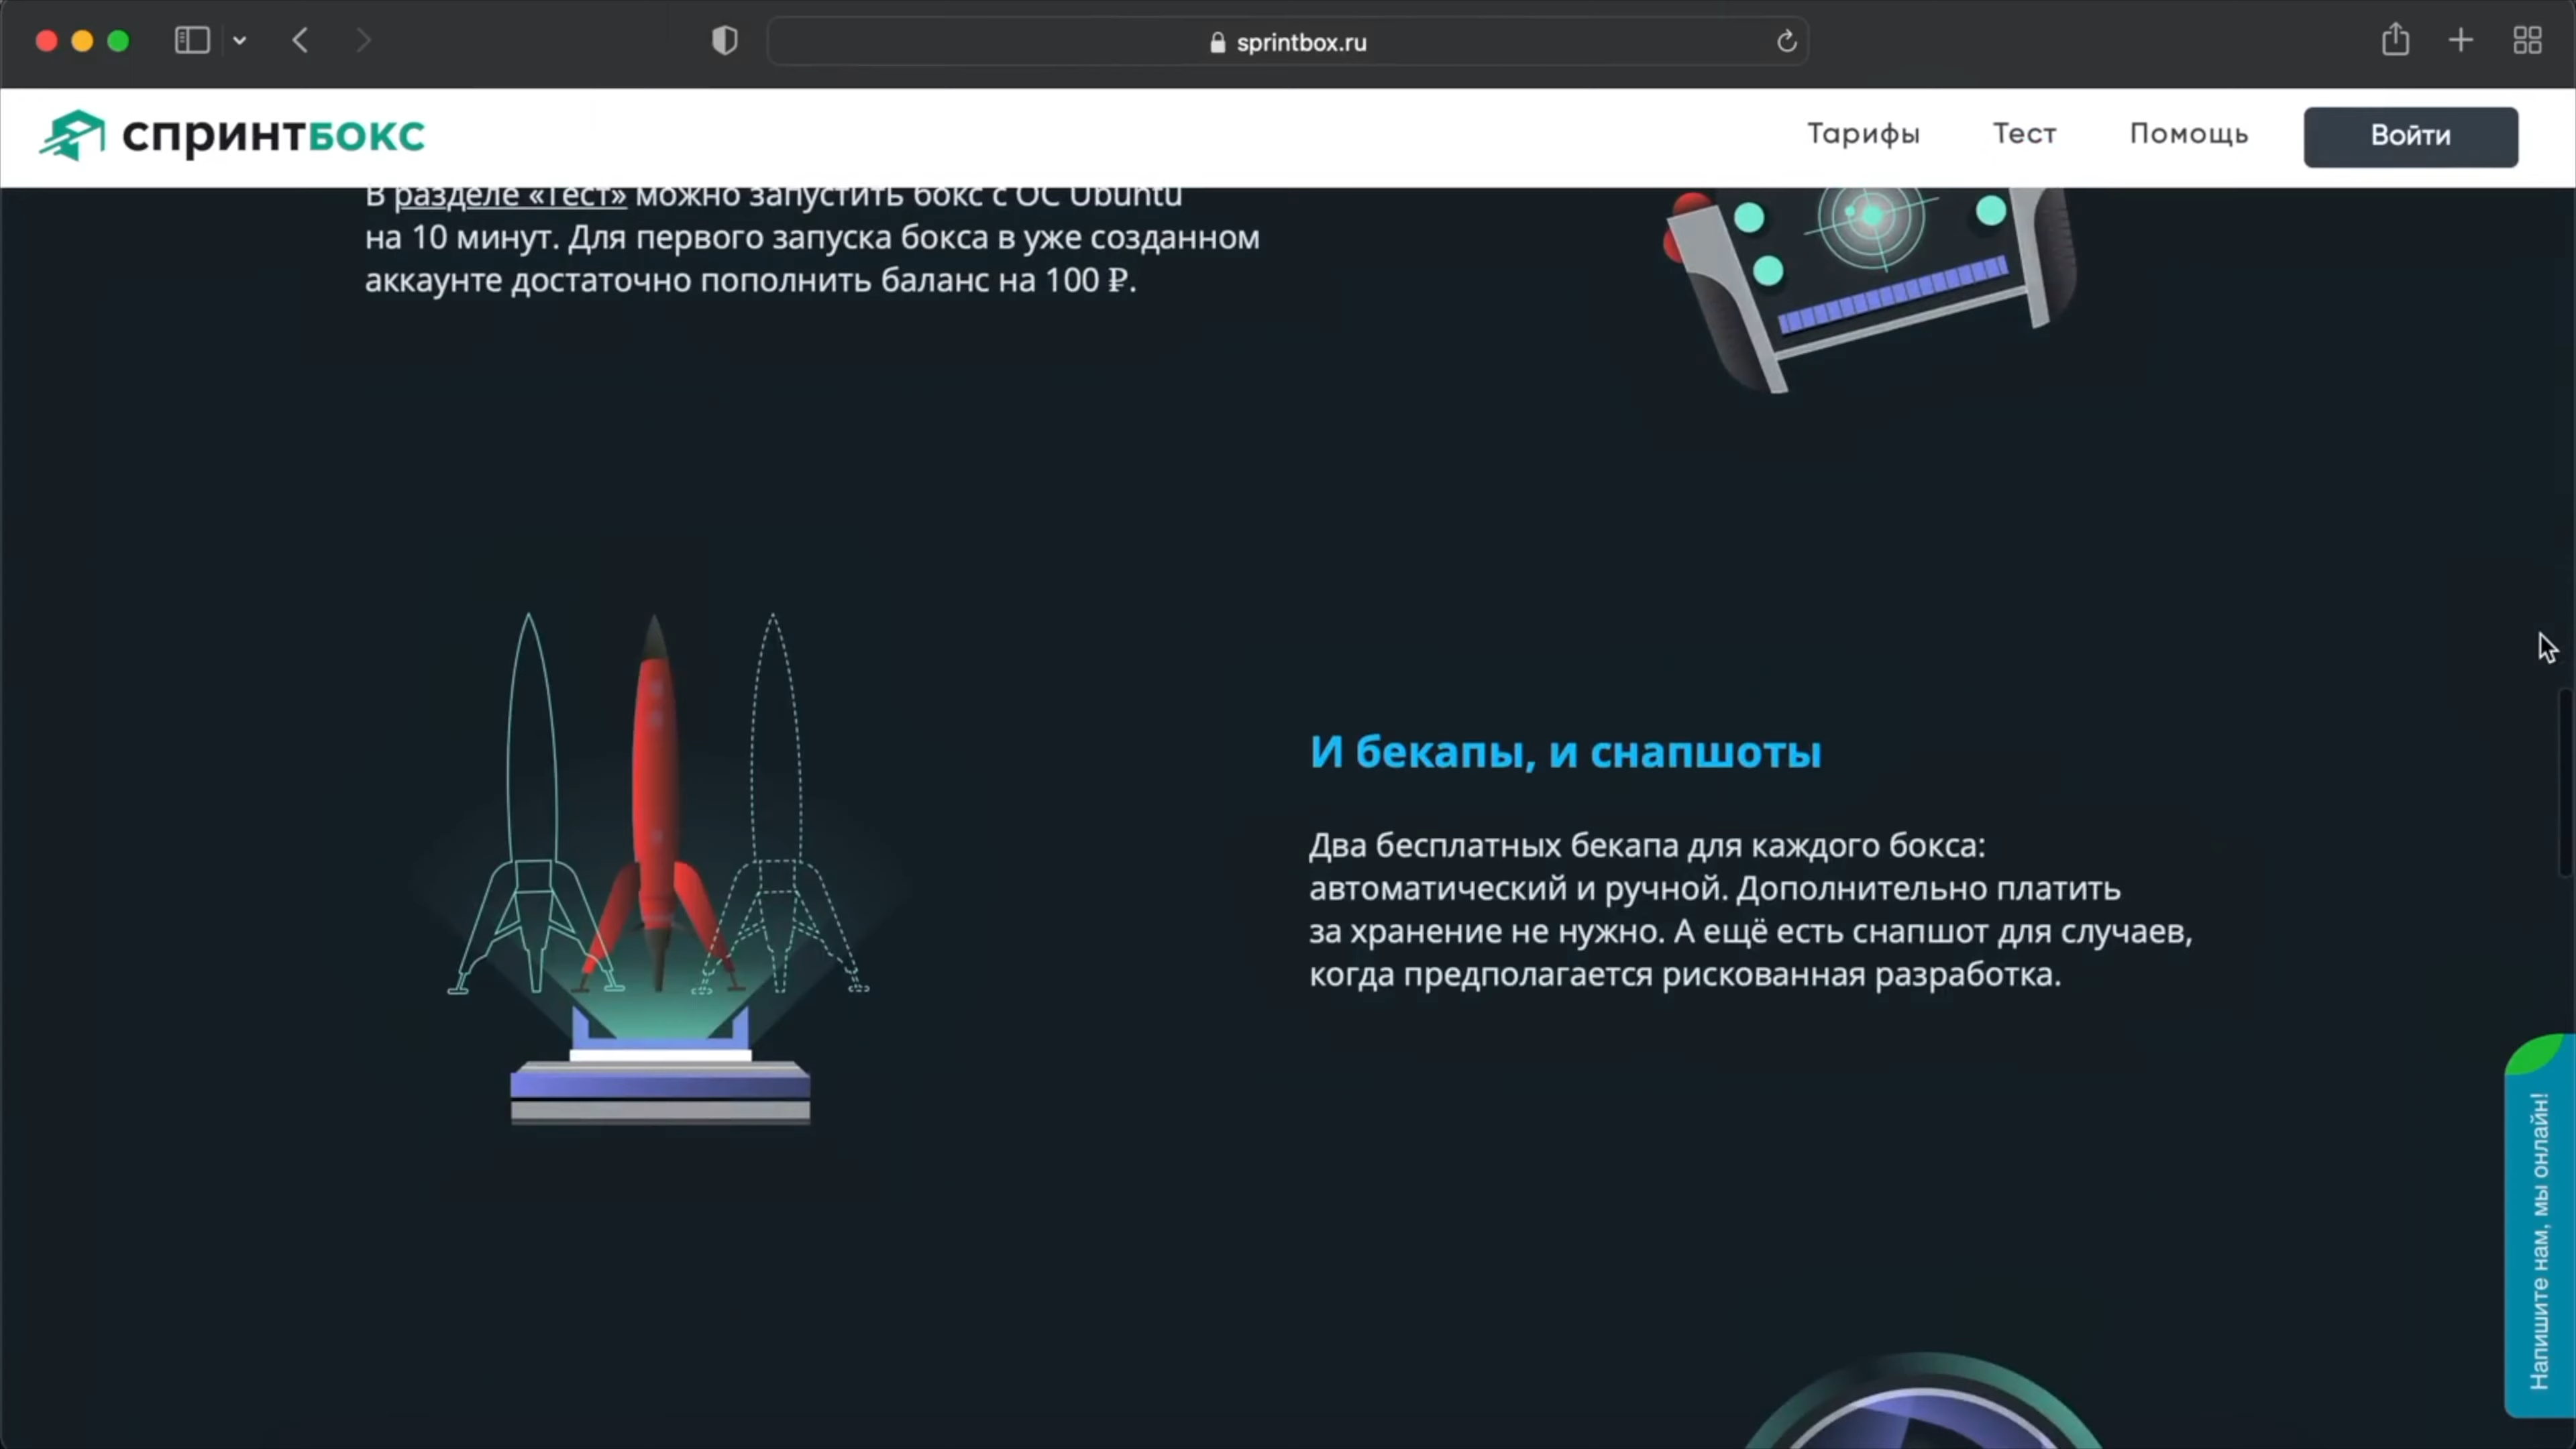 sprintbox.ru
спринтбокс
Тарифы
Тест
Помощь
Войти
В разделе «Тест» можно запустить бокс с ОС Ubuntu
на 10 минут. Для первого запуска бокса в уже созданном
аккаунте достаточно пополнить баланс на 100 ₽.
И бекапы, и снапшоты
Два бесплатных бекапа для каждого бокса:
автоматический и ручной. Дополнительно платить
за хранение не нужно. А ещё есть снапшот для случаев,
когда предполагается рискованная разработка.
Напишите нам, мы онлайн!